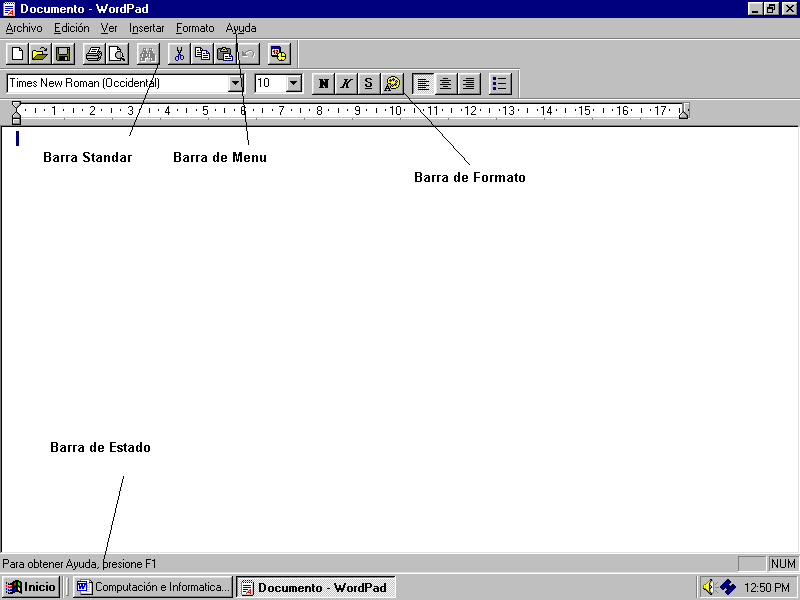 Documento - WordPad
Archivo Edición Ver Insertar Formato Ayuda
Times New Roman (Occidental) 10 N K S
1 2 3 4 5 6 7 8 9 10 11 12 13 14 15 16 17
Barra Standar Barra de Menu
Barra de Formato
Barra de Estado
Para obtener Ayuda, presione F1 NUM
Inicio Computación e Informatica... Documento - WordPad 12:50 PM